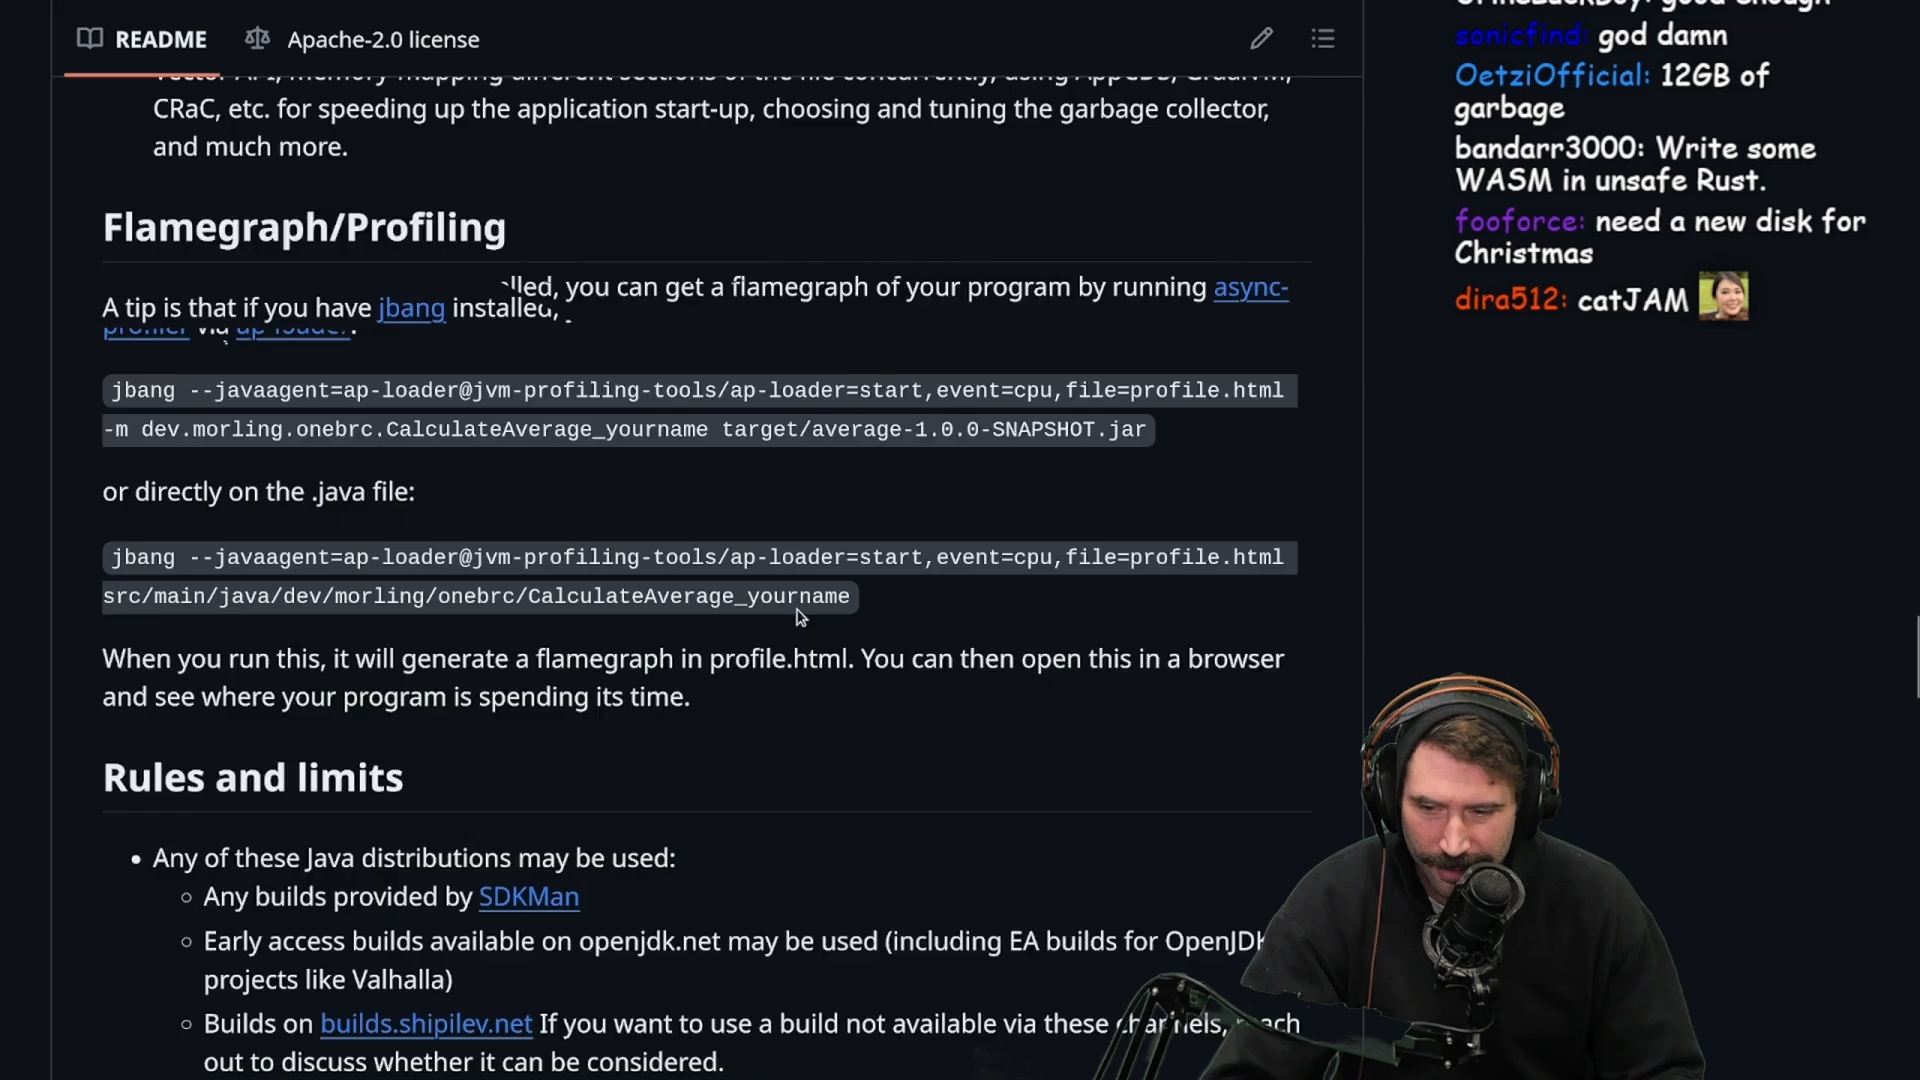 README
Apache-2.0 license
CRaC, etc. for speeding up the application start-up, choosing and tuning the garbage collector,
and much more.
Flamegraph/Profiling
lled, you can get a flamegraph of your program by running async-
A tip is that if you have jbang installed,
profiler via ap-loader.
jbang --javaagent=ap-loader@jvm-profiling-tools/ap-loader=start,event=cpu,file=profile.html
-m dev.morling.onebrc.CalculateAverage_yourname target/average-1.0.0-SNAPSHOT.jar
or directly on the .java file:
jbang --javaagent=ap-loader@jvm-profiling-tools/ap-loader=start,event=cpu,file=profile.html
src/main/java/dev/morling/onebrc/CalculateAverage_yourname
When you run this, it will generate a flamegraph in profile.html. You can then open this in a browser
and see where your program is spending its time.
Rules and limits
Any of these Java distributions may be used:
Any builds provided by SDKMan
Early access builds available on openjdk.net may be used (including EA builds for OpenJDK
projects like Valhalla)
Builds on builds.shipilev.net If you want to use a build not available via these channels, reach
out to discuss whether it can be considered.
good enough
sonicfind: god damn
OetziOfficial: 12GB of
garbage
bandarr3000: Write some
WASM in unsafe Rust.
fooforce: need a new disk for
Christmas
dira512: catJAM